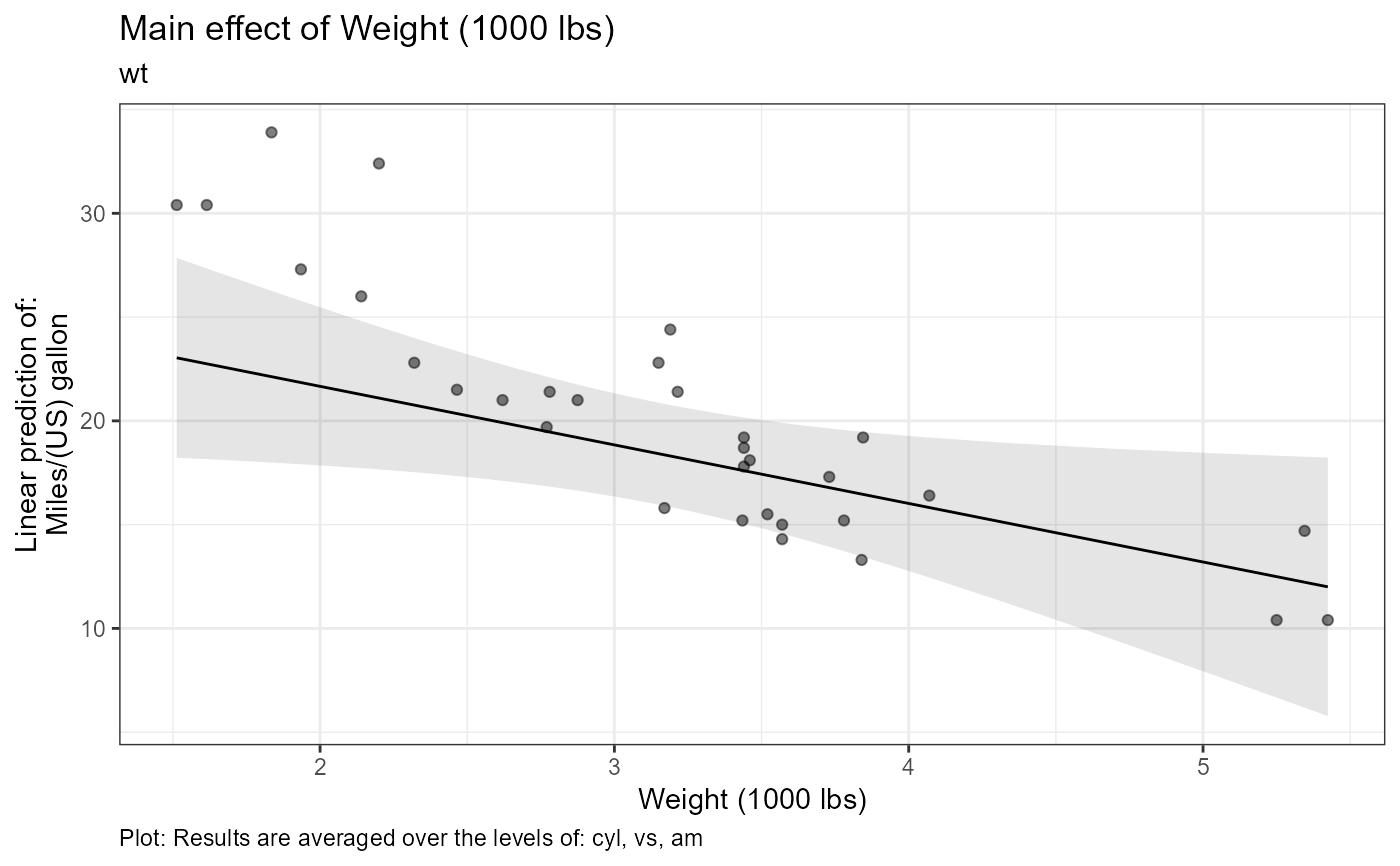 Main effect of Weight (1000 lbs)
wt
Linear prediction of:
Miles/(US) gallon
30
20
10
2
3
4
5
Weight (1000 lbs)
Plot: Results are averaged over the levels of: cyl, vs, am